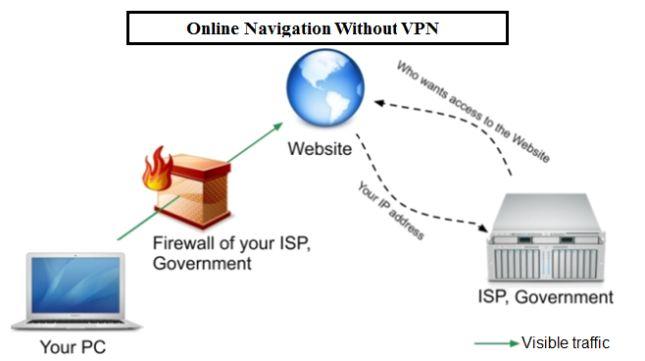 Online Navigation Without VPN
Who wants access to the Website
Website
Your IP address
Firewall of your ISP,
Government
ISP, Government
Your PC
Visible traffic